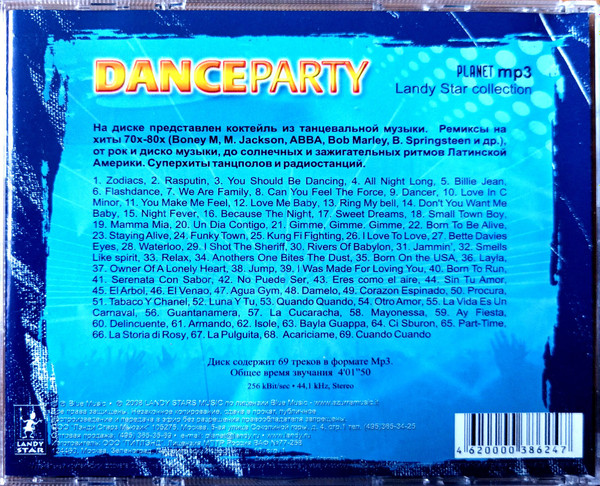 DANCEPARTY
PLANET mp3
Landy Star collection
На диске представлен коктейль из танцевальной музыки. Ремиксы на
хиты 70х-80х (Boney M, M. Jackson, ABBA, Bob Marley, B. Springsteen и др.),
от рок и диско музыки, до солнечных и зажигательных ритмов Латинской
Америки. Суперхиты танцполов и радиостанций.
1. Zodiacs, 2. Rasputin, 3. You Should Be Dancing, 4. All Night Long, 5. Billie Jean,
6. Flashdance, 7. We Are Family, 8. Can You Feel The Force, 9. Dancer, 10. Love In C
Minor, 11. You Make Me Feel, 12. Love Me Baby, 13. Ring My bell, 14. Don't You Want Me
Baby, 15. Night Fever, 16. Because The Night, 17. Sweet Dreams, 18. Small Town Boy,
19. Mamma Mia, 20. Un Dia Contigo, 21. Gimme, Gimme, Gimme, 22. Born To Be Alive,
23. Staying Alive, 24. Funky Town, 25. Kung Fi Fighting, 26. I Love To Love, 27. Bette Davies
Eyes, 28. Waterloo, 29. I Shot The Sheriff, 30. Rivers Of Babylon, 31. Jammin', 32. Smells
Like spirit, 33. Relax, 34. Anothers One Bites The Dust, 35. Born On the USA, 36. Layla,
37. Owner Of A Lonely Heart, 38. Jump, 39. I Was Made For Loving You, 40. Born To Run,
41. Serenata Con Sabor, 42. No Puede Ser, 43. Eres como el aire, 44. Sin Tu Amor,
45. El Arbol, 46. El Venao, 47. Agua Gym, 48. Damelo, 49. Corazon Espinado, 50. Procura,
51. Tabaco Y Chanel, 52. Luna Y Tu, 53. Quando Quando, 54. Otro Amor, 55. La Vida Es Un
Carnaval, 56. Guantanamera, 57. La Cucaracha, 58. Mayonessa, 59. Ay Fiesta,
60. Delincuente, 61. Armando, 62. Isole, 63. Bayla Guappa, 64. Ci Sburon, 65. Part-Time,
66. La Storia di Rosy, 67. La Pulguita, 68. Acariciame, 69. Cuando Cuando
Диск содержит 69 треков в формате Mp3.
Общее время звучания 4'01"50
256 kBit/sec • 44,1 kHz, Stereo
LANDY
STAR
4 620000 386247